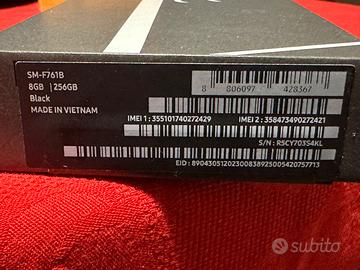 SM-F761B
8GB | 256GB
Black
MADE IN VIETNAM
8 806097 428367
IMEI 1 : 355101740272429
IMEI 2 : 358473490272421
S/N : R5CY703S4KL
EID : 89043051202300838925005420757713
subito